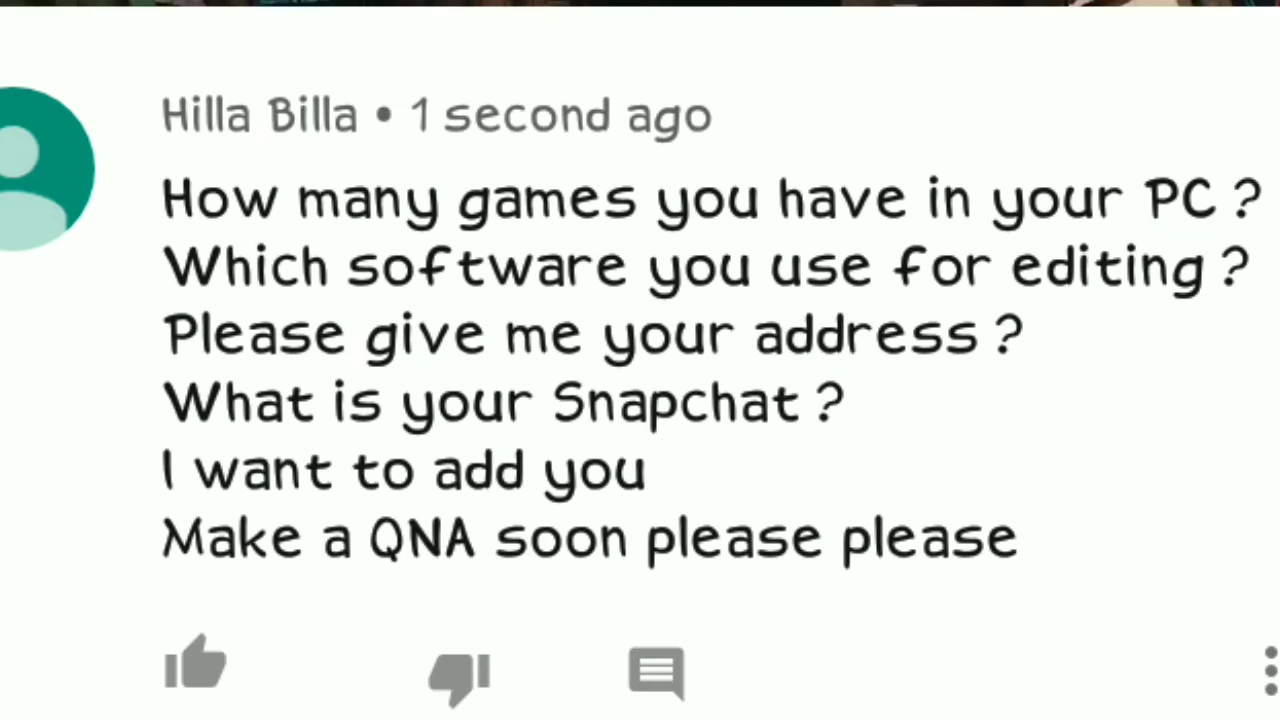 Hilla Billa • 1 second ago
How many games you have in your PC ?
Which software you use for editing ?
Please give me your address ?
What is your Snapchat ?
I want to add you
Make a QNA soon please please